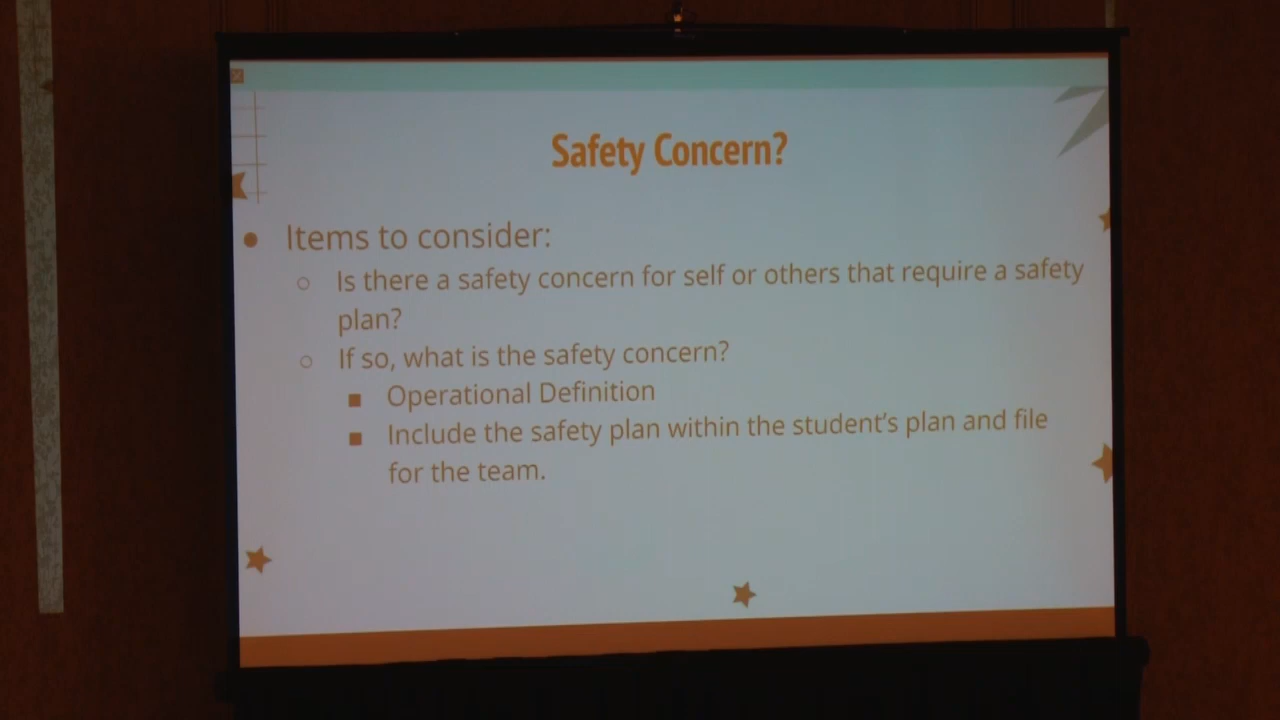 Safety Concern?
Items to consider:
Is there a safety concern for self or others that require a safety
plan?
If so, what is the safety concern?
Operational Definition
Include the safety plan within the student's plan and file
for the team.